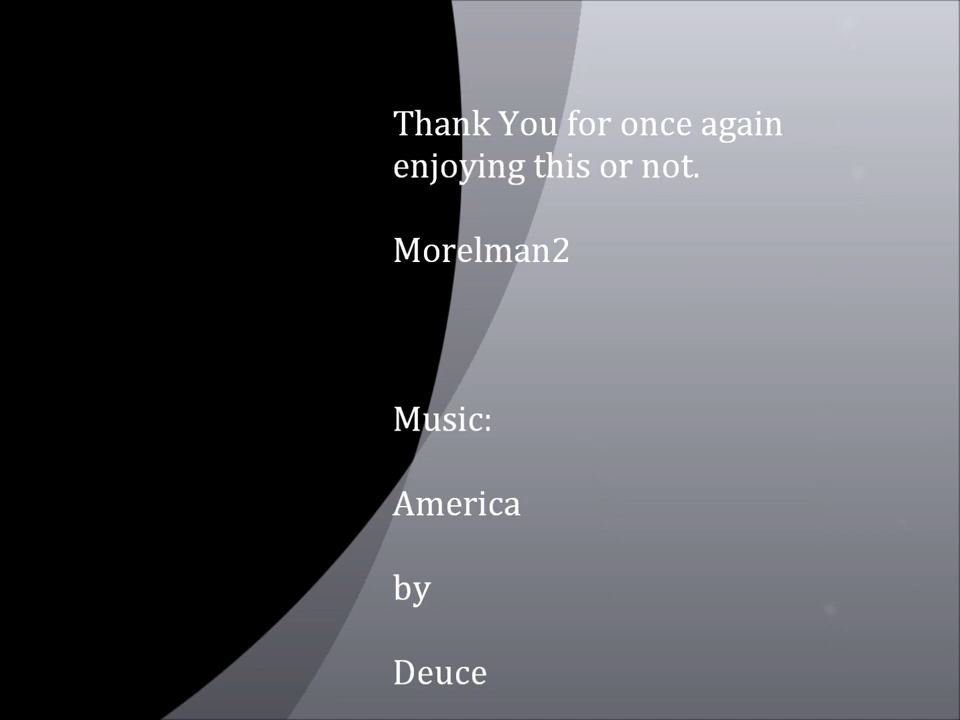 Thank You for once again
enjoying this or not.
Morelman2
Music:
America
by
Deuce